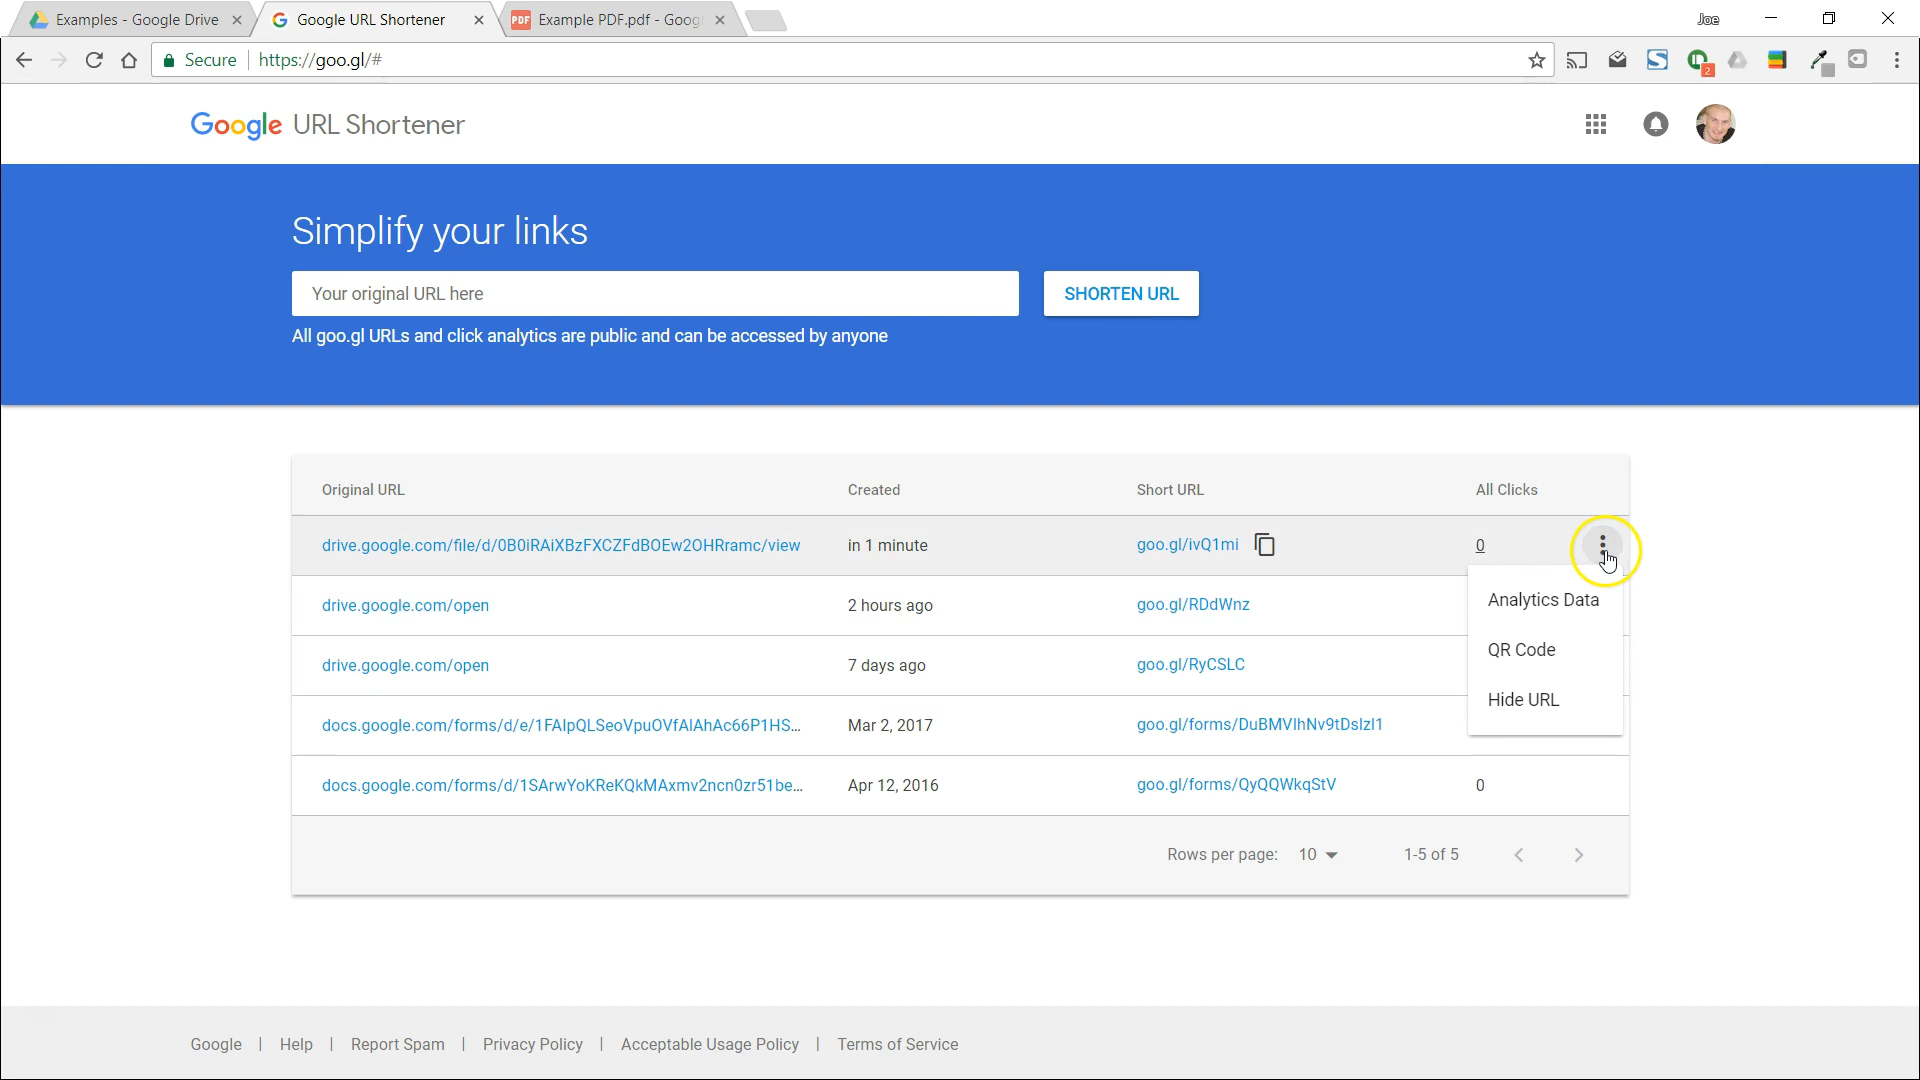 Examples - Google Drive
Google URL Shortener
PDF Example PDF.pdf - Goog
Joe
Secure https://goo.gl/#
2
Google URL Shortener
Simplify your links
Your original URL here
SHORTEN URL
All goo.gl URLs and click analytics are public and can be accessed by anyone
Original URL Created Short URL All Clicks
drive.google.com/file/d/0B0iRAiXBzFXCZFdBOEw2OHRramc/view in 1 minute goo.gl/ivQ1mi 0
drive.google.com/open 2 hours ago goo.gl/RDdWnz
drive.google.com/open 7 days ago goo.gl/RyCSLC
docs.google.com/forms/d/e/1FAIpQLSeoVpuOVfAIAhAc66P1HS... Mar 2, 2017 goo.gl/forms/DuBMVIhNv9tDsIzI1
docs.google.com/forms/d/1SArwYoKReKQkMAxmv2ncn0zr51be... Apr 12, 2016 goo.gl/forms/QyQQWkqStV 0
Analytics Data
QR Code
Hide URL
Rows per page: 10 1-5 of 5
Google | Help | Report Spam | Privacy Policy | Acceptable Usage Policy | Terms of Service